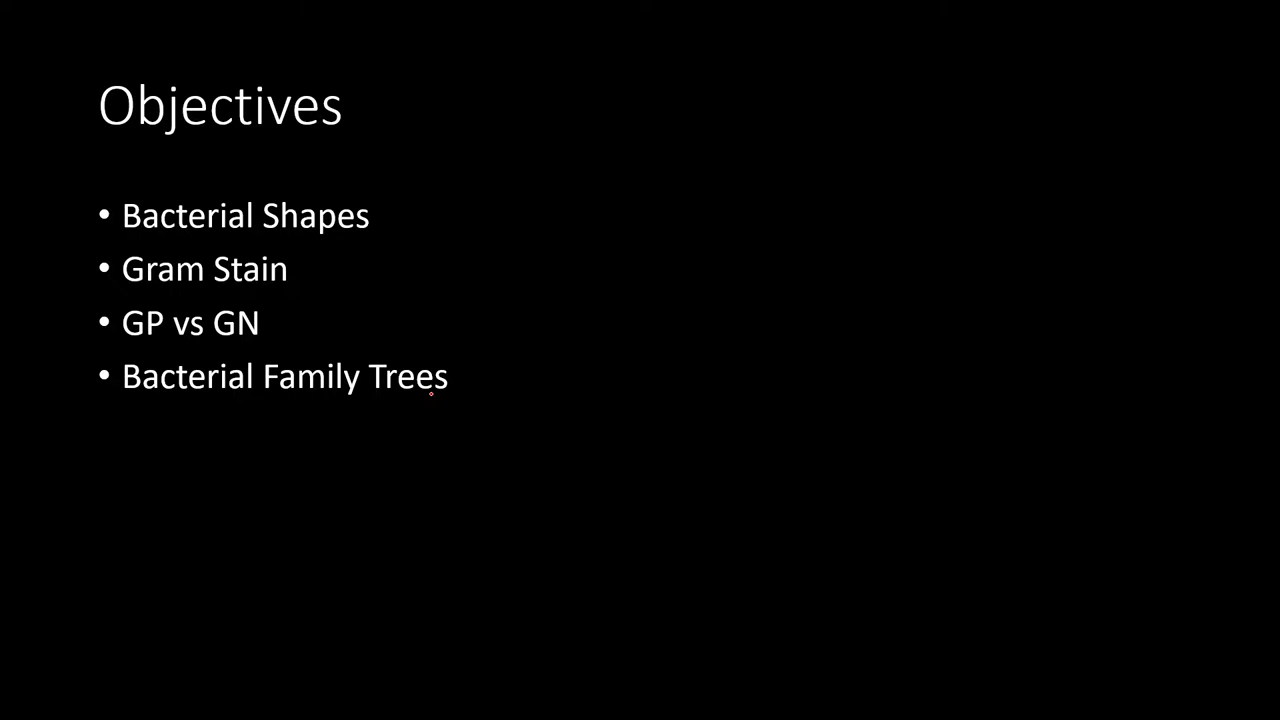 Objectives
• Bacterial Shapes
• Gram Stain
• GP vs GN
• Bacterial Family Trees